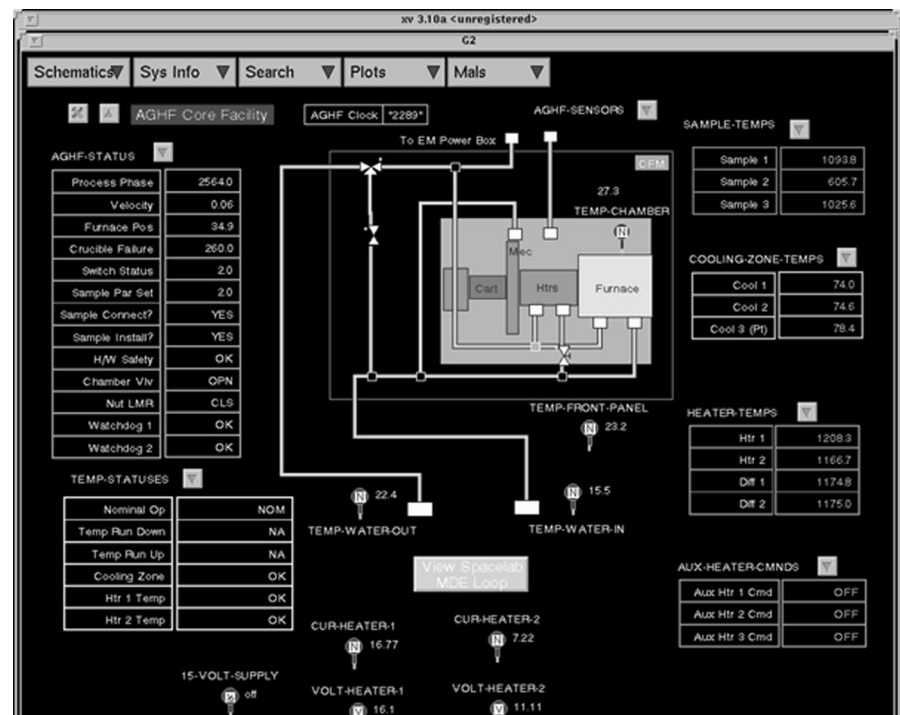 xv 3.10a <unregistered>
G2
Schematics Sys Info Search Plots Mals
AGHF Core Facility
AGHF Clock "2289"
AGHF-SENSORS
To EM Power Box
CFM
27.3
TEMP-CHAMBER
N
Mec
Cart
Htrs
Furnace
AGHF-STATUS
Process Phase 2564.0
Velocity 0.06
Furnace Pos 34.9
Crucible Failure 260.0
Switch Status 2.0
Sample Par Set 2.0
Sample Connect? YES
Sample Install? YES
H/W Safety OK
Chamber Vlv OPN
Nut LMR CLS
Watchdog 1 OK
Watchdog 2 OK
SAMPLE-TEMPS
Sample 1 1093.8
Sample 2 605.7
Sample 3 1025.6
COOLING-ZONE-TEMPS
Cool 1 74.0
Cool 2 74.6
Cool 3 (Pt) 78.4
TEMP-FRONT-PANEL
N 23.2
HEATER-TEMPS
Htr 1 1208.3
Htr 2 1166.7
Diff 1 1174.8
Diff 2 1175.0
TEMP-STATUSES
Nominal Op NOM
Temp Run Down NA
Temp Run Up NA
Cooling Zone OK
Htr 1 Temp OK
Htr 2 Temp OK
N 22.4
TEMP-WATER-OUT
N 15.5
TEMP-WATER-IN
View Spacelab
MDE Loop
AUX-HEATER-CMNDS
Aux Htr 1 Cmd OFF
Aux Htr 2 Cmd OFF
Aux Htr 3 Cmd OFF
CUR-HEATER-1
N 16.77
CUR-HEATER-2
N 7.22
15-VOLT-SUPPLY
off
VOLT-HEATER-1
V 16.1
VOLT-HEATER-2
V 11.11